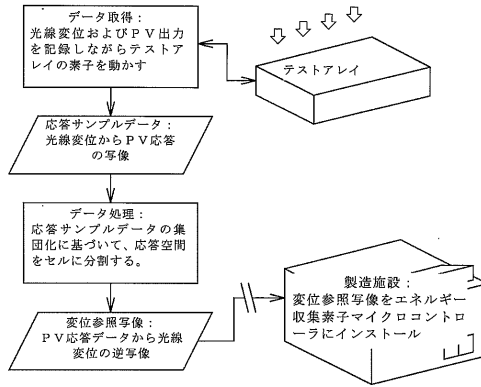 データ取得：
光線変位およびＰＶ出力
を記録しながらテストア
レイの素子を動かす
テストアレイ
応答サンプルデータ：
光線変位からＰＶ応答
の写像
データ処理：
応答サンプルデータの集
団化に基づいて、応答空間
をセルに分割する。
変位参照写像：
ＰＶ応答データから光線
変位の逆写像
製造施設：
変位参照写像をエネルギー
収集素子マイクロコントロ
ーラにインストール